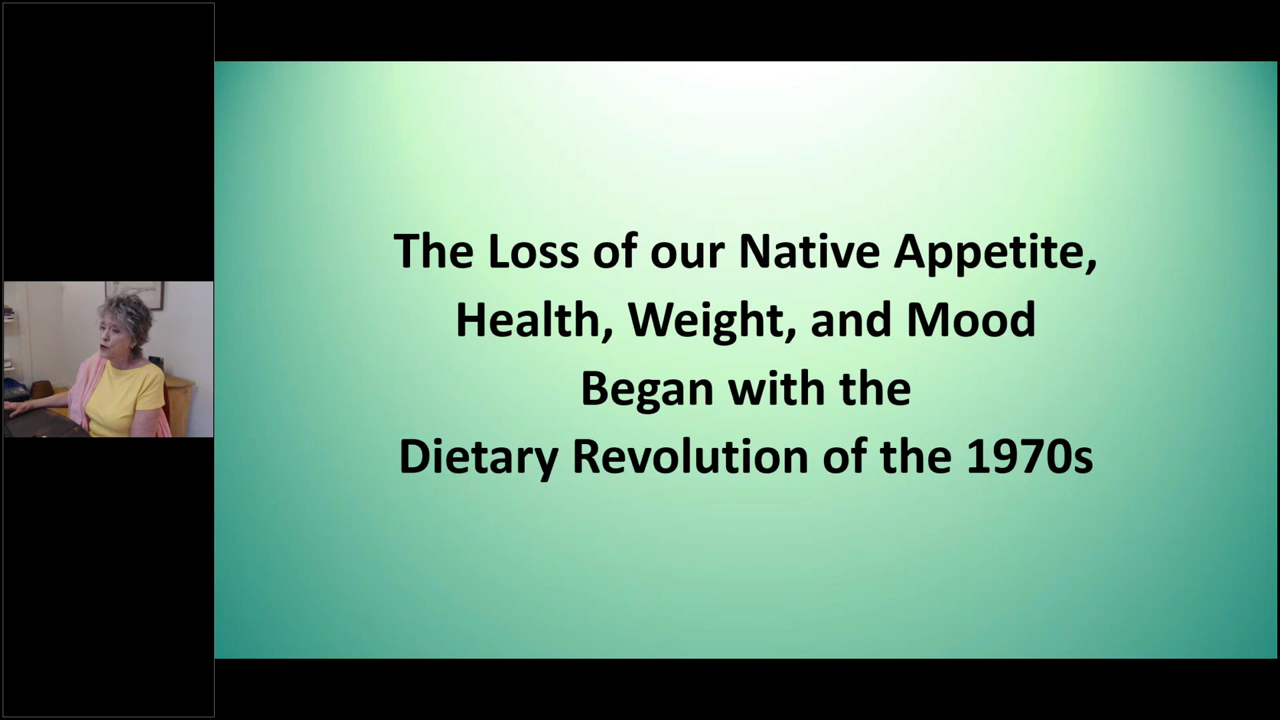 The Loss of our Native Appetite,
Health, Weight, and Mood
Began with the
Dietary Revolution of the 1970s